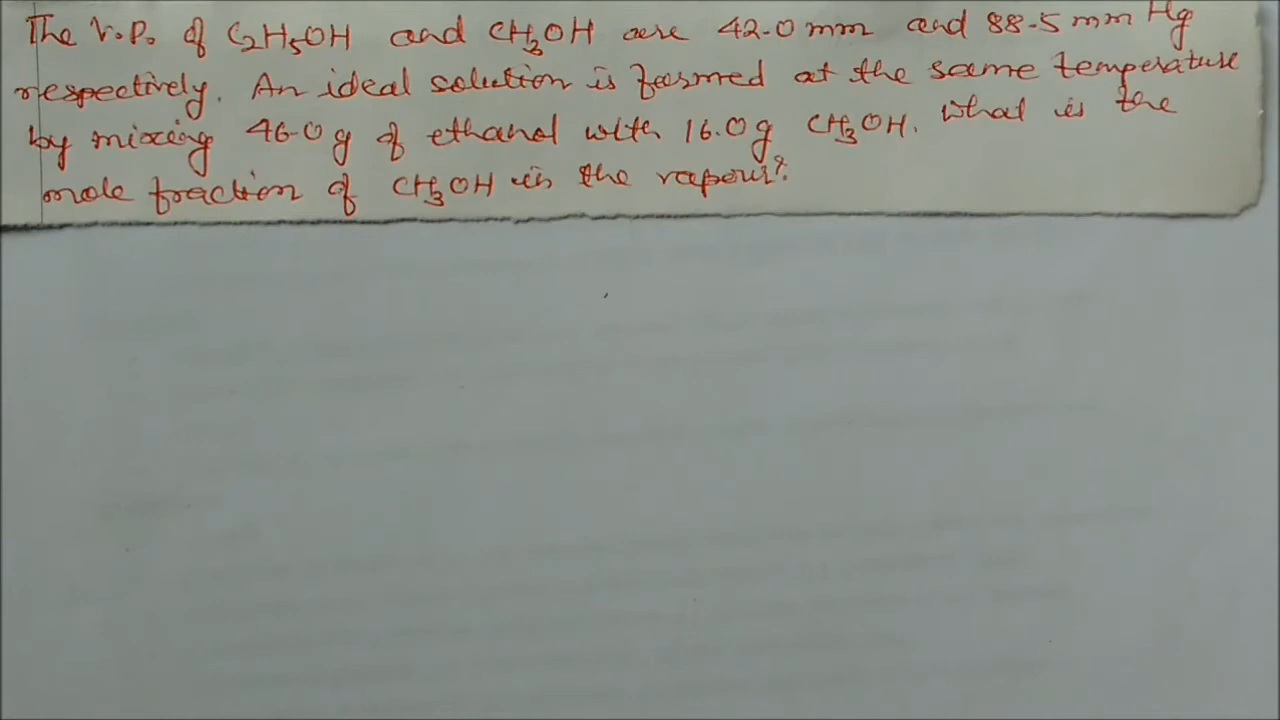 The V.P. of C2H5OH and CH3OH are 42.0 mm and 88.5 mm Hg
respectively. An ideal solution is formed at the same temperature
by mixing 46.0 g of ethanol with 16.0 g CH3OH. What is the
mole fraction of CH3OH in the vapour?